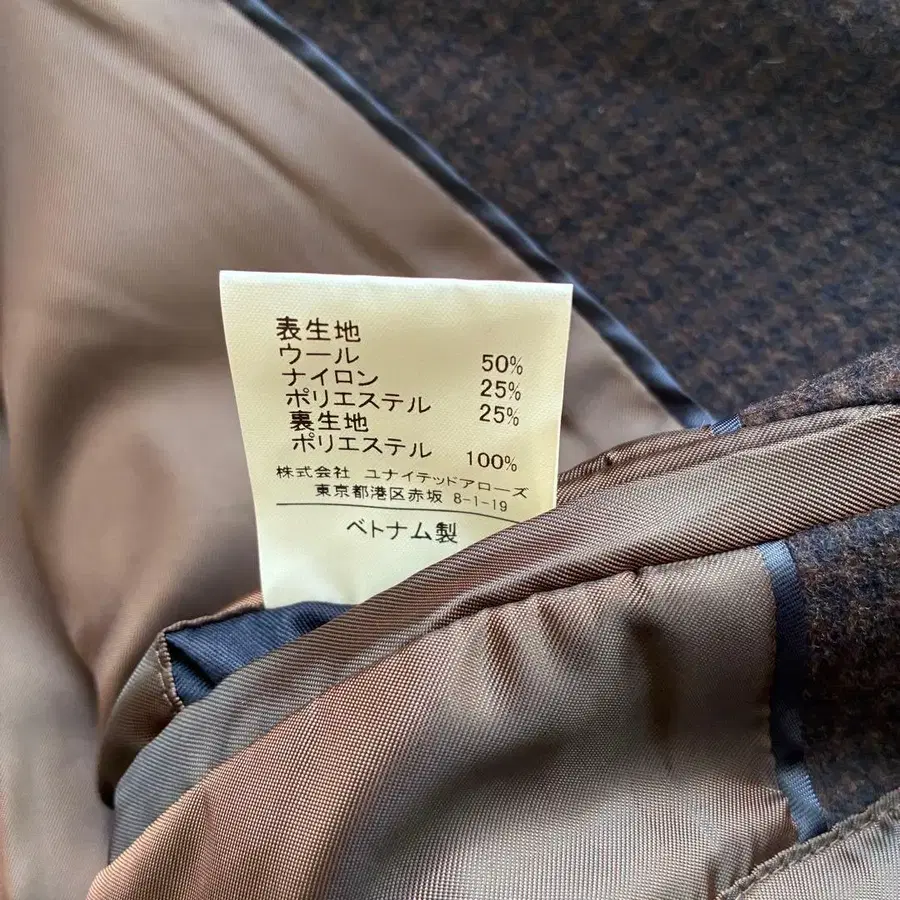 表生地
ウール 50%
ナイロン 25%
ポリエステル 25%
裏生地
ポリエステル 100%
株式会社 ユナイテッドアローズ
東京都港区赤坂 8-1-19
ベトナム製